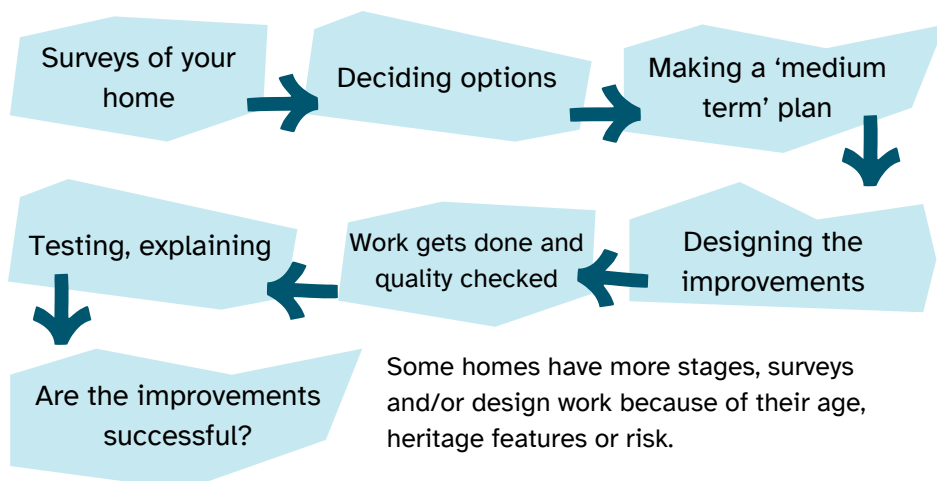 Surveys of your
home
Deciding options
Making a ‘medium
term’ plan
Designing the
improvements
Work gets done and
quality checked
Testing, explaining
Are the improvements
successful?
Some homes have more stages, surveys
and/or design work because of their age,
heritage features or risk.